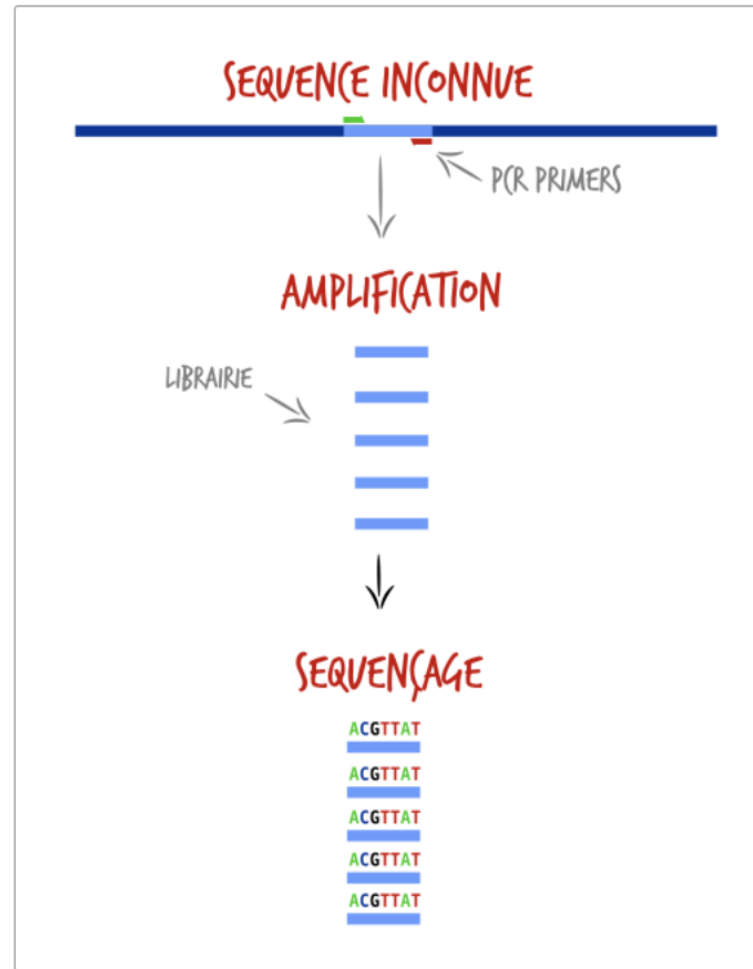 SEQUENCE INCONNUE
PCR PRIMERS
AMPLIFICATION
LIBRAIRIE
SEQUENÇAGE
ACGTTAT
ACGTTAT
ACGTTAT
ACGTTAT
ACGTTAT